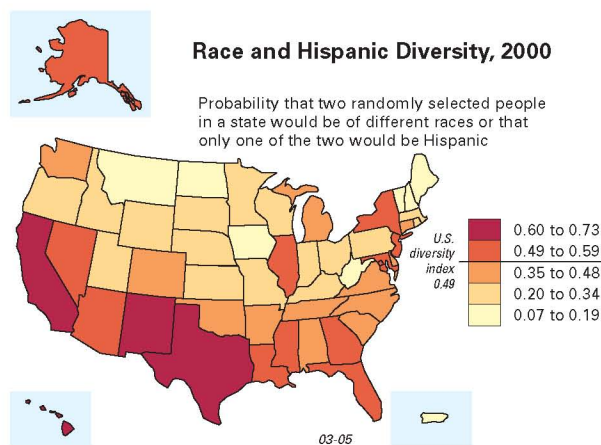 Race and Hispanic Diversity, 2000
Probability that two randomly selected people
in a state would be of different races or that
only one of the two would be Hispanic
U.S.
diversity
index
0.49
0.60 to 0.73
0.49 to 0.59
0.35 to 0.48
0.20 to 0.34
0.07 to 0.19
03-05